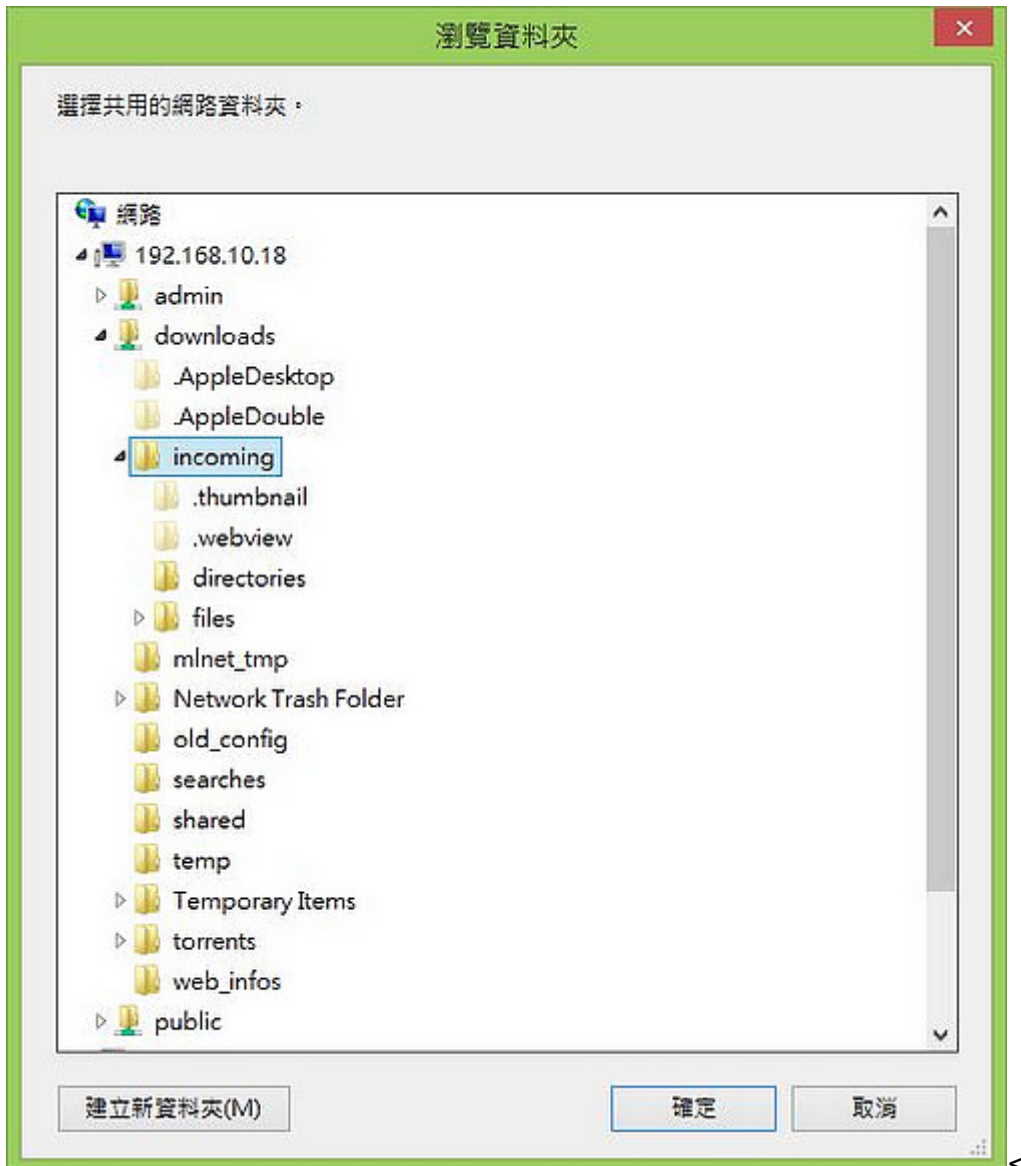 瀏覽資料夾
選擇共用的網路資料夾。
網路
192.168.10.18
admin
downloads
.AppleDesktop
.AppleDouble
incoming
.thumbnail
.webview
directories
files
mlnet_tmp
Network Trash Folder
old_config
searches
shared
temp
Temporary Items
torrents
web_infos
public
建立新資料夾(M)
確定
取消
<